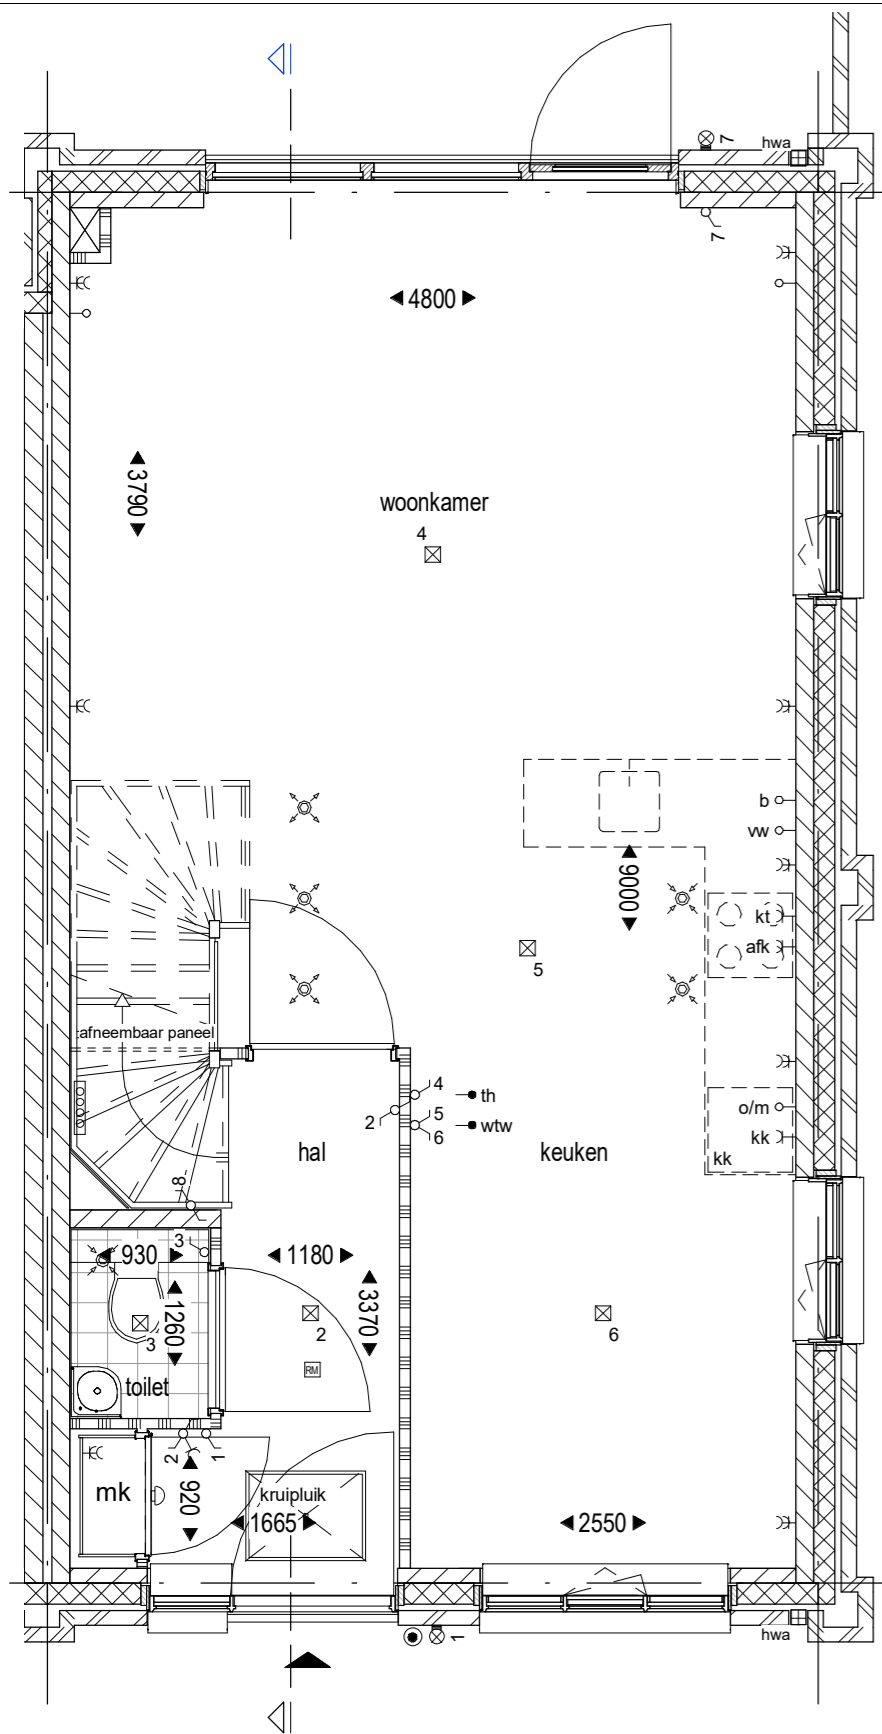 7
hwa
7
4800
3790
woonkamer
4
b
vw
9000
kt
afk
5
afneembaar paneel
4
th
2
5
6
wtw
o/m
kk
kk
hal
keuken
8
3
930
1180
1260
3370
3
2
6
RM
toilet
2
1
mk
920
kruipluik
1665
2550
1
hwa